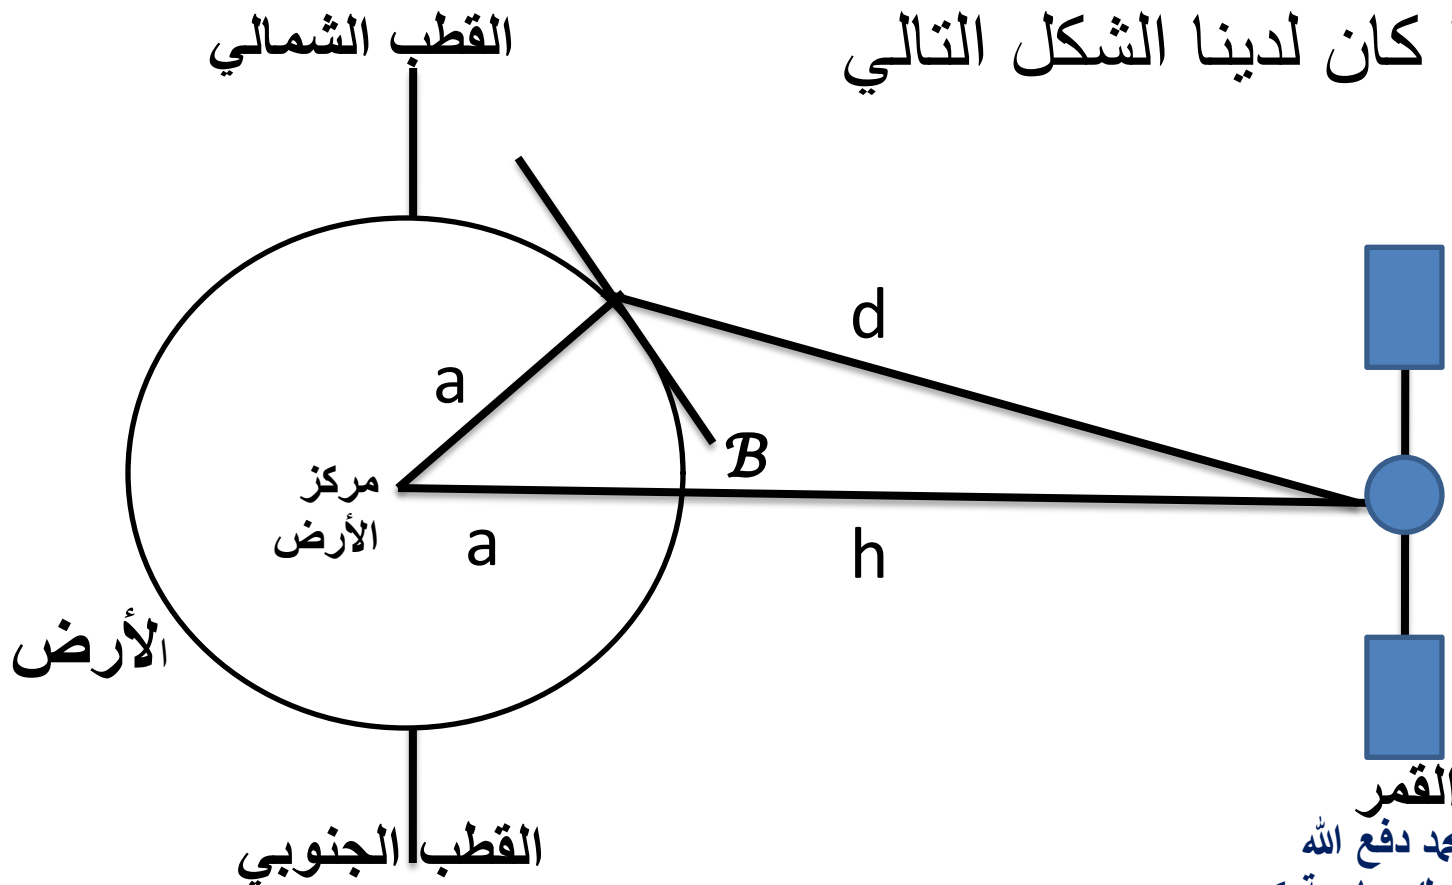 كان لدينا الشكل التالي
القطب الشمالي
d
a
B
مركز
الأرض
a
h
الأرض
القمر
القطب الجنوبي
دفع الله